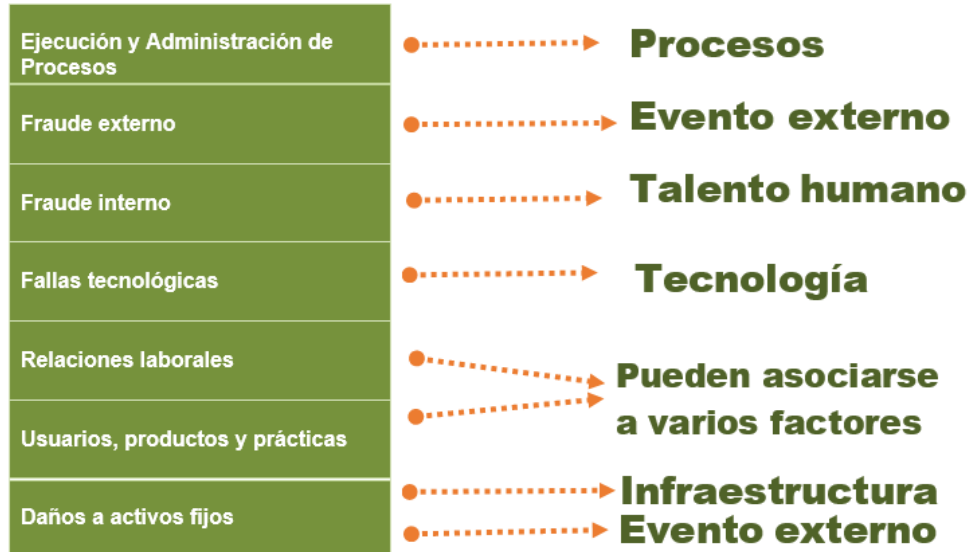 Ejecución y Administración de
Procesos
Procesos
Fraude externo
Evento externo
Fraude interno
Talento humano
Fallas tecnológicas
Tecnología
Relaciones laborales
Usuarios, productos y prácticas
Pueden asociarse
a varios factores
Daños a activos fijos
Infraestructura
Evento externo